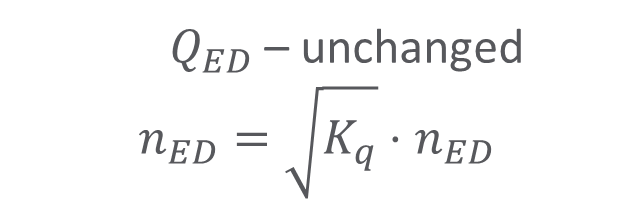 Q_ED – unchanged
n_ED = √K_q · n_ED